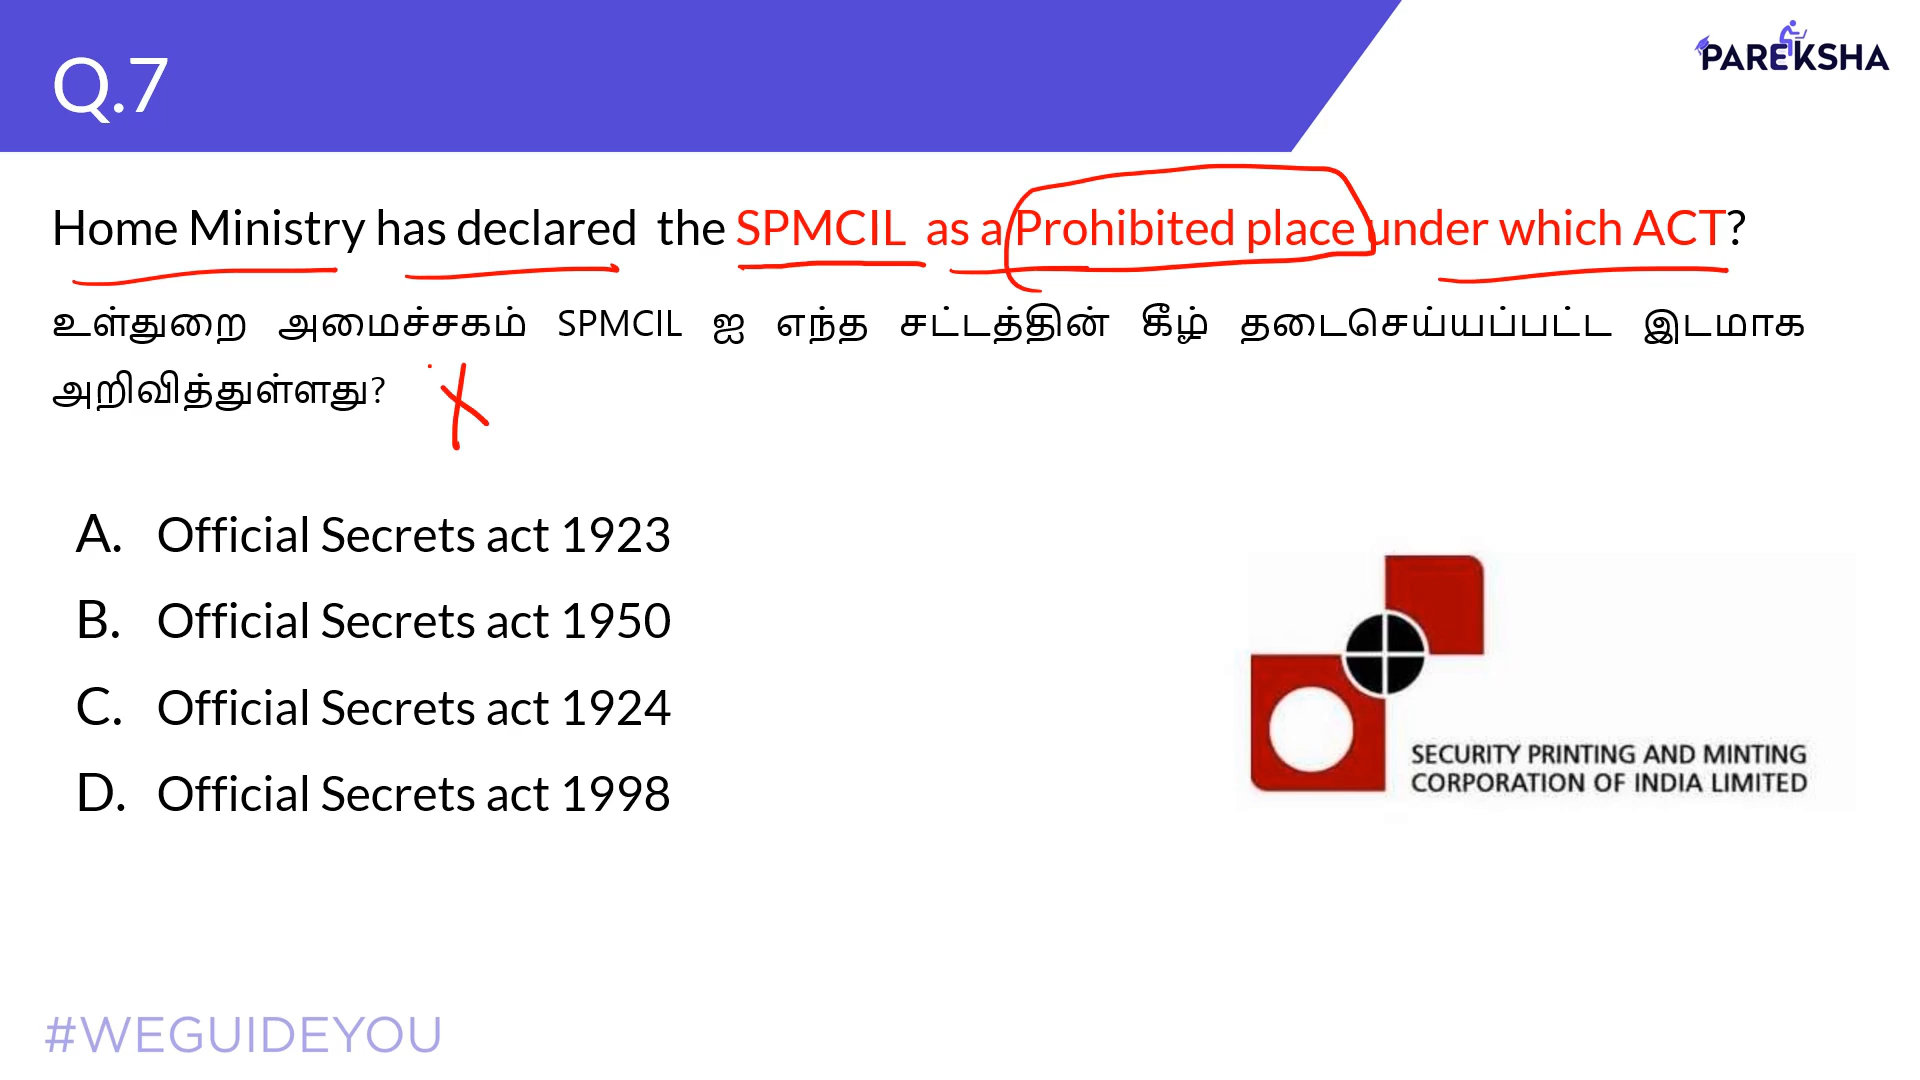 Q.7
PAREKSHA
Home Ministry has declared the SPMCIL as a Prohibited place under which ACT?
உள்துறை அமைச்சகம் SPMCIL ஐ எந்த சட்டத்தின் கீழ் தடைசெய்யப்பட்ட இடமாக
அறிவித்துள்ளது?
A. Official Secrets act 1923
B. Official Secrets act 1950
C. Official Secrets act 1924
D. Official Secrets act 1998
SECURITY PRINTING AND MINTING
CORPORATION OF INDIA LIMITED
#WEGUIDEYOU